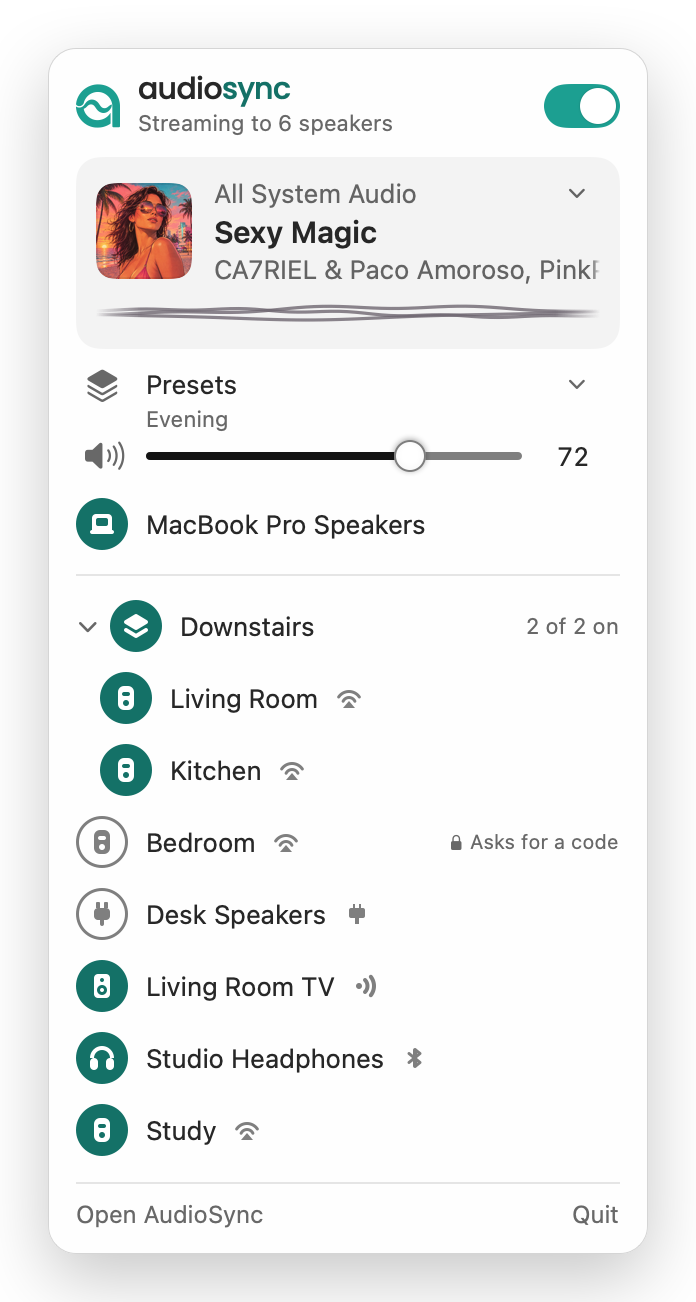 audiosync
Streaming to 6 speakers
All System Audio
Sexy Magic
CA7RIEL & Paco Amoroso, Pink
Presets
Evening
72
MacBook Pro Speakers
Downstairs
2 of 2 on
Living Room
Kitchen
Bedroom
Asks for a code
Desk Speakers
Living Room TV
Studio Headphones
Study
Open AudioSync
Quit